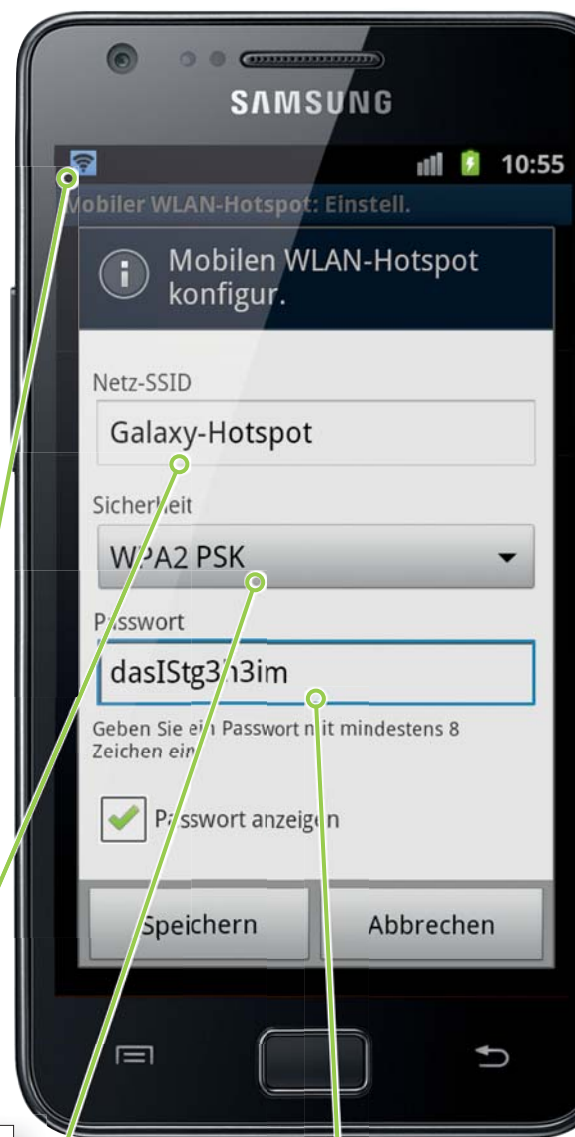 SAMSUNG
10:55
Mobiler WLAN-Hotspot: Einstell.
Mobilen WLAN-Hotspot
konfigur.
Netz-SSID
Galaxy-Hotspot
Sicherheit
WPA2 PSK
Passwort
dasIStg3h3im
Geben Sie ein Passwort mit mindestens 8
Zeichen ein
Passwort anzeigen
Speichern
Abbrechen